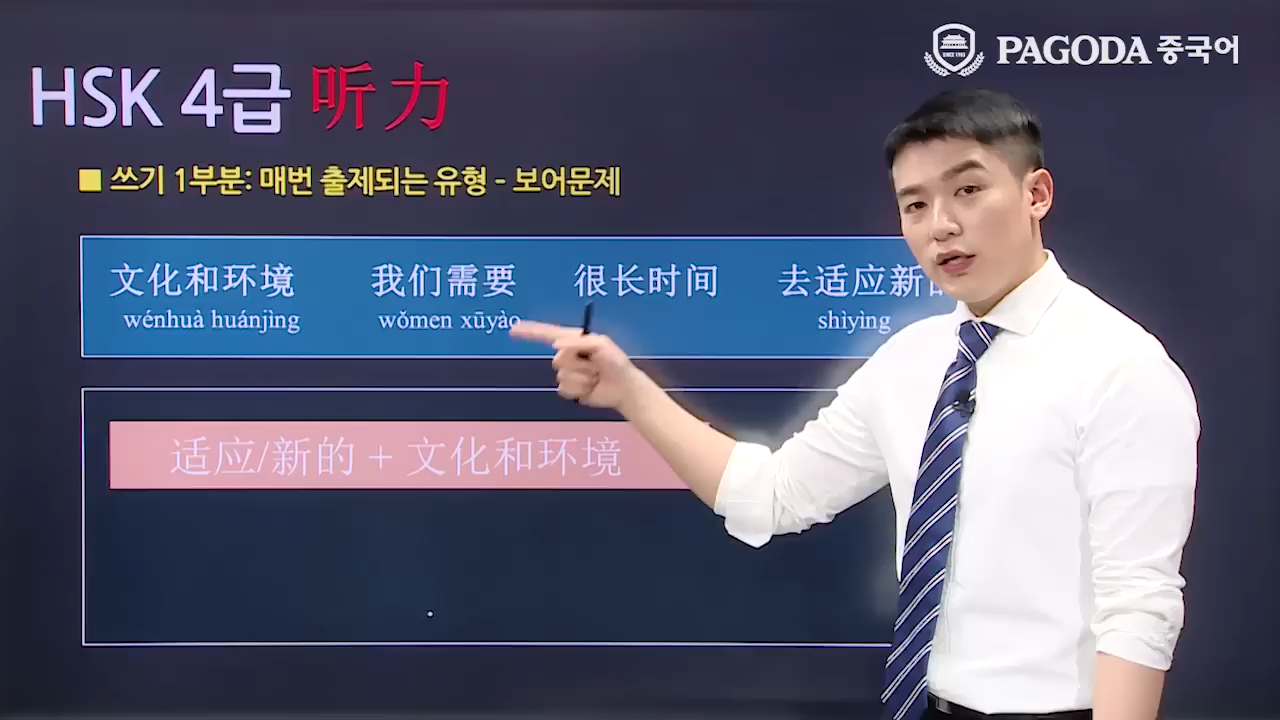 PAGODA 중국어
SINCE 1983
HSK 4급 听力
■ 쓰기 1부분: 매번 출제되는 유형 - 보어문제
文化和环境 我们需要 很长时间 去适应新的
wénhuà huánjìng wǒmen xūyào shìyìng
适应/新的 + 文化和环境